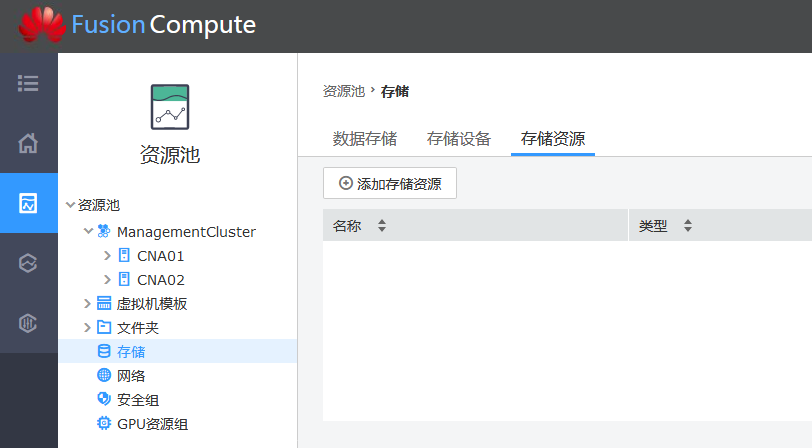 FusionCompute
资源池
资源池
ManagementCluster
CNA01
CNA02
虚拟机模板
文件夹
存储
网络
安全组
GPU资源组
资源池 › 存储
数据存储 存储设备 存储资源
添加存储资源
名称 类型